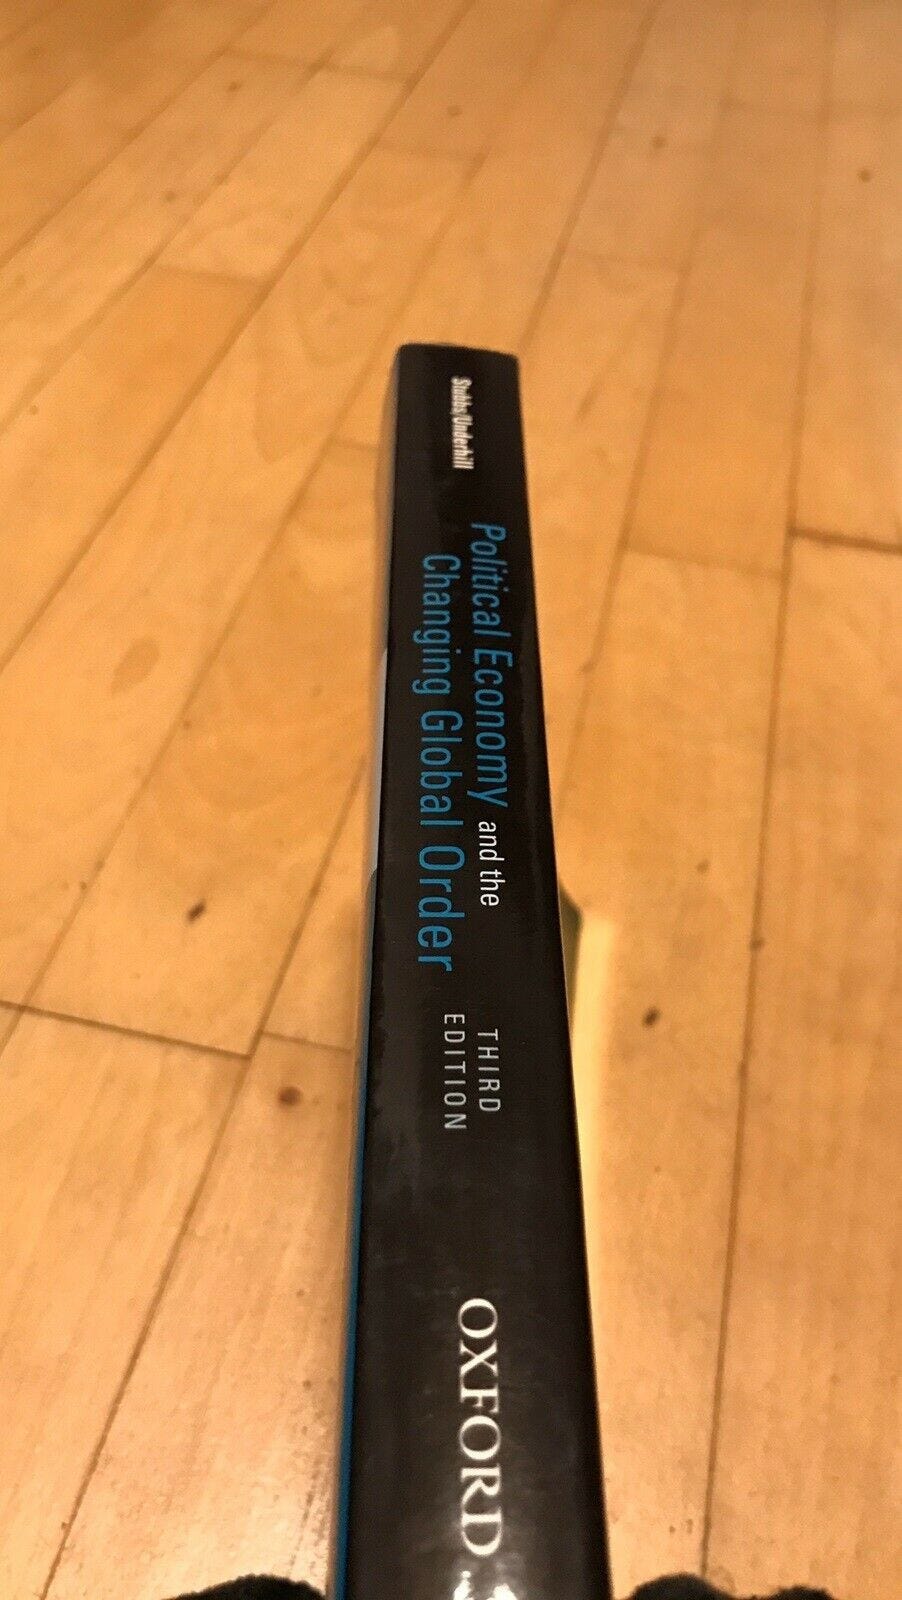 Stubbs/Underhill
Political Economy and the
Changing Global Order
THIRD
EDITION
OXFORD